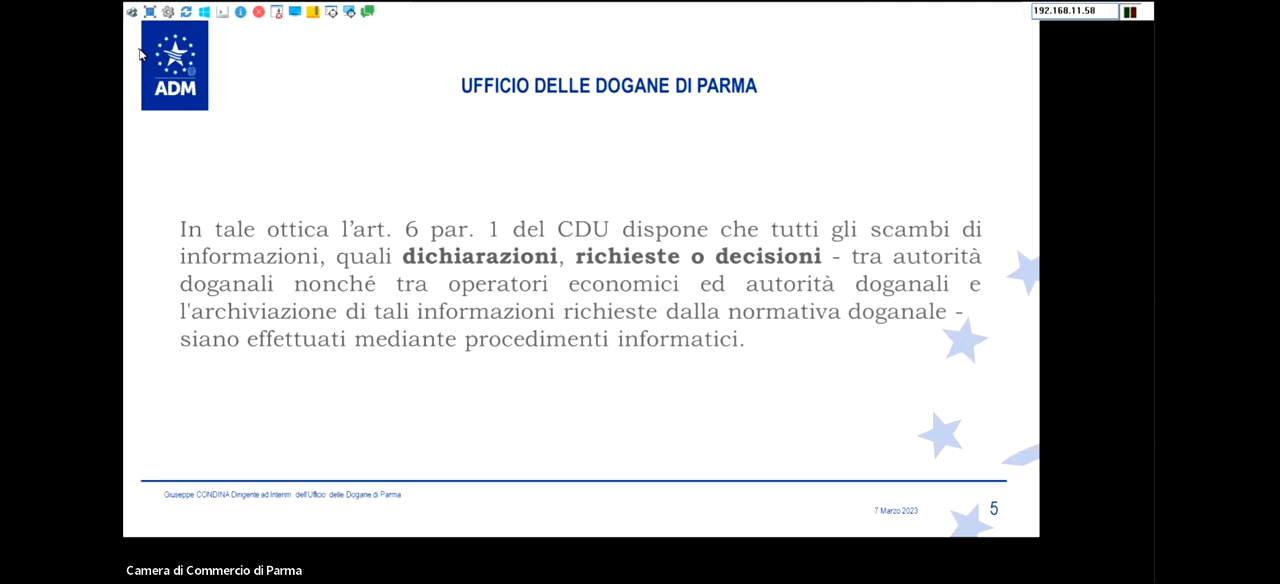 192.168.11.58
ADM
UFFICIO DELLE DOGANE DI PARMA
In tale ottica l’art. 6 par. 1 del CDU dispone che tutti gli scambi di
informazioni, quali dichiarazioni, richieste o decisioni - tra autorità
doganali nonché tra operatori economici ed autorità doganali e
l'archiviazione di tali informazioni richieste dalla normativa doganale -
siano effettuati mediante procedimenti informatici.
Giuseppe CONDINA Dirigente ad Interim dell'Ufficio delle Dogane di Parma
7 Marzo 2023
5
Camera di Commercio di Parma